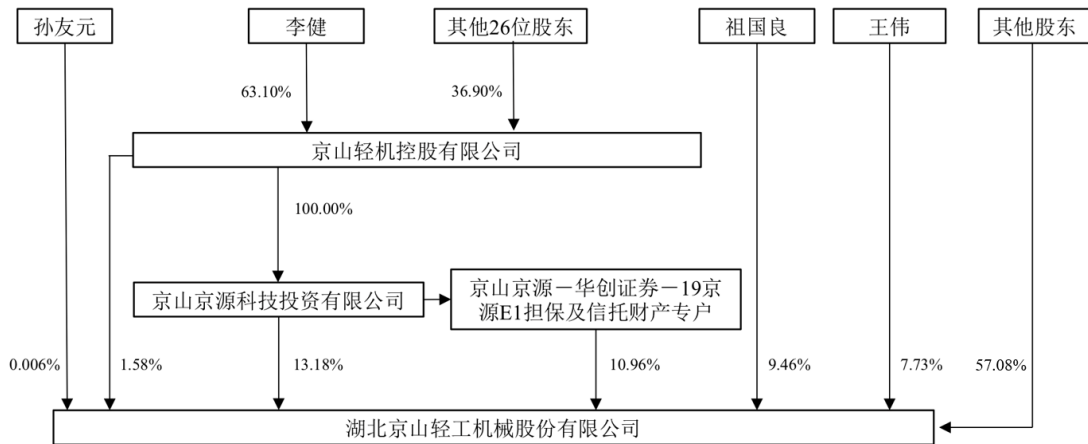 孙友元
李健
其他26位股东
祖国良
王伟
其他股东
63.10%
36.90%
京山轻机控股有限公司
100.00%
京山京源科技投资有限公司
京山京源－华创证券－19京
源E1担保及信托财产专户
0.006%
1.58%
13.18%
10.96%
9.46%
7.73%
57.08%
湖北京山轻工机械股份有限公司